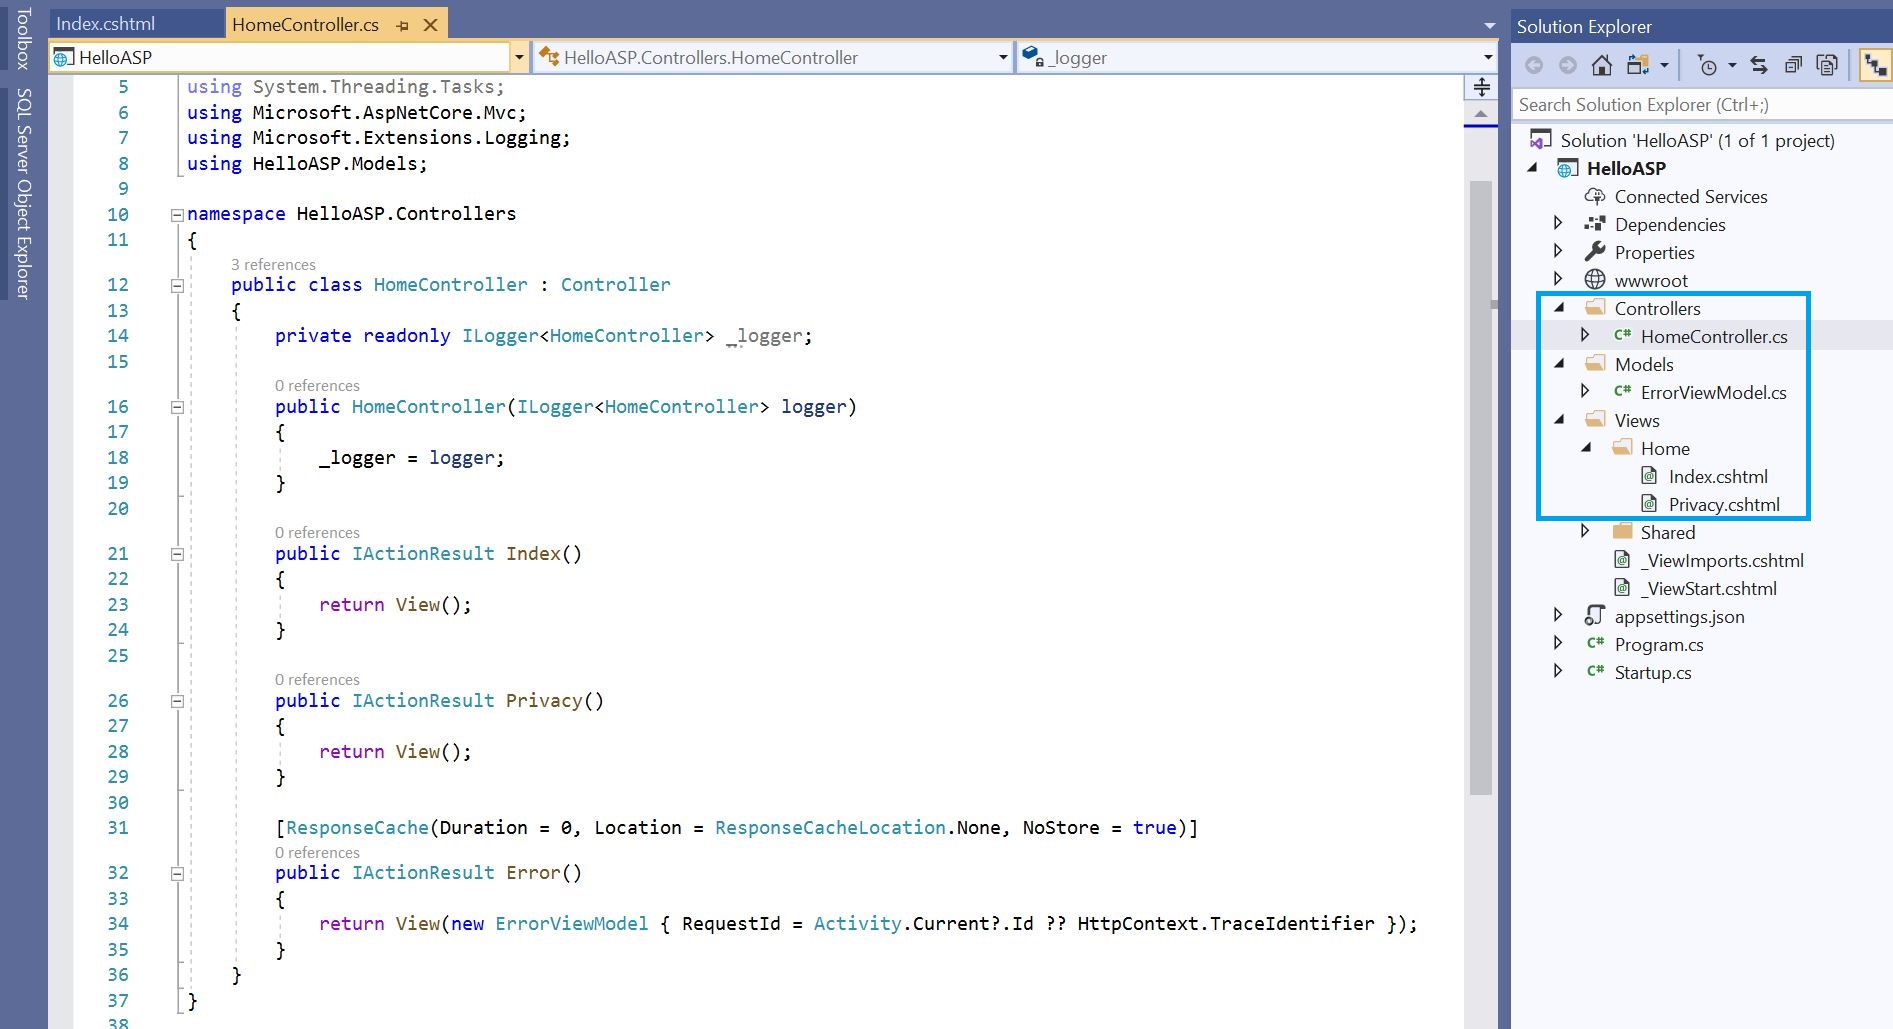 Toolbox
SQL Server Object Explorer
Index.cshtml
HomeController.cs
HelloASP
HelloASP.Controllers.HomeController
_logger
5 using System.Threading.Tasks;
6 using Microsoft.AspNetCore.Mvc;
7 using Microsoft.Extensions.Logging;
8 using HelloASP.Models;
9
10 namespace HelloASP.Controllers
11 {
3 references
12 public class HomeController : Controller
13 {
14 private readonly ILogger<HomeController> _logger;
15
0 references
16 public HomeController(ILogger<HomeController> logger)
17 {
18 _logger = logger;
19 }
20
0 references
21 public IActionResult Index()
22 {
23 return View();
24 }
25
0 references
26 public IActionResult Privacy()
27 {
28 return View();
29 }
30
31 [ResponseCache(Duration = 0, Location = ResponseCacheLocation.None, NoStore = true)]
0 references
32 public IActionResult Error()
33 {
34 return View(new ErrorViewModel { RequestId = Activity.Current?.Id ?? HttpContext.TraceIdentifier });
35 }
36 }
37 }
38
Solution Explorer
Search Solution Explorer (Ctrl+;)
Solution 'HelloASP' (1 of 1 project)
HelloASP
Connected Services
Dependencies
Properties
wwwroot
Controllers
C# HomeController.cs
Models
C# ErrorViewModel.cs
Views
Home
Index.cshtml
Privacy.cshtml
Shared
_ViewImports.cshtml
_ViewStart.cshtml
appsettings.json
C# Program.cs
C# Startup.cs